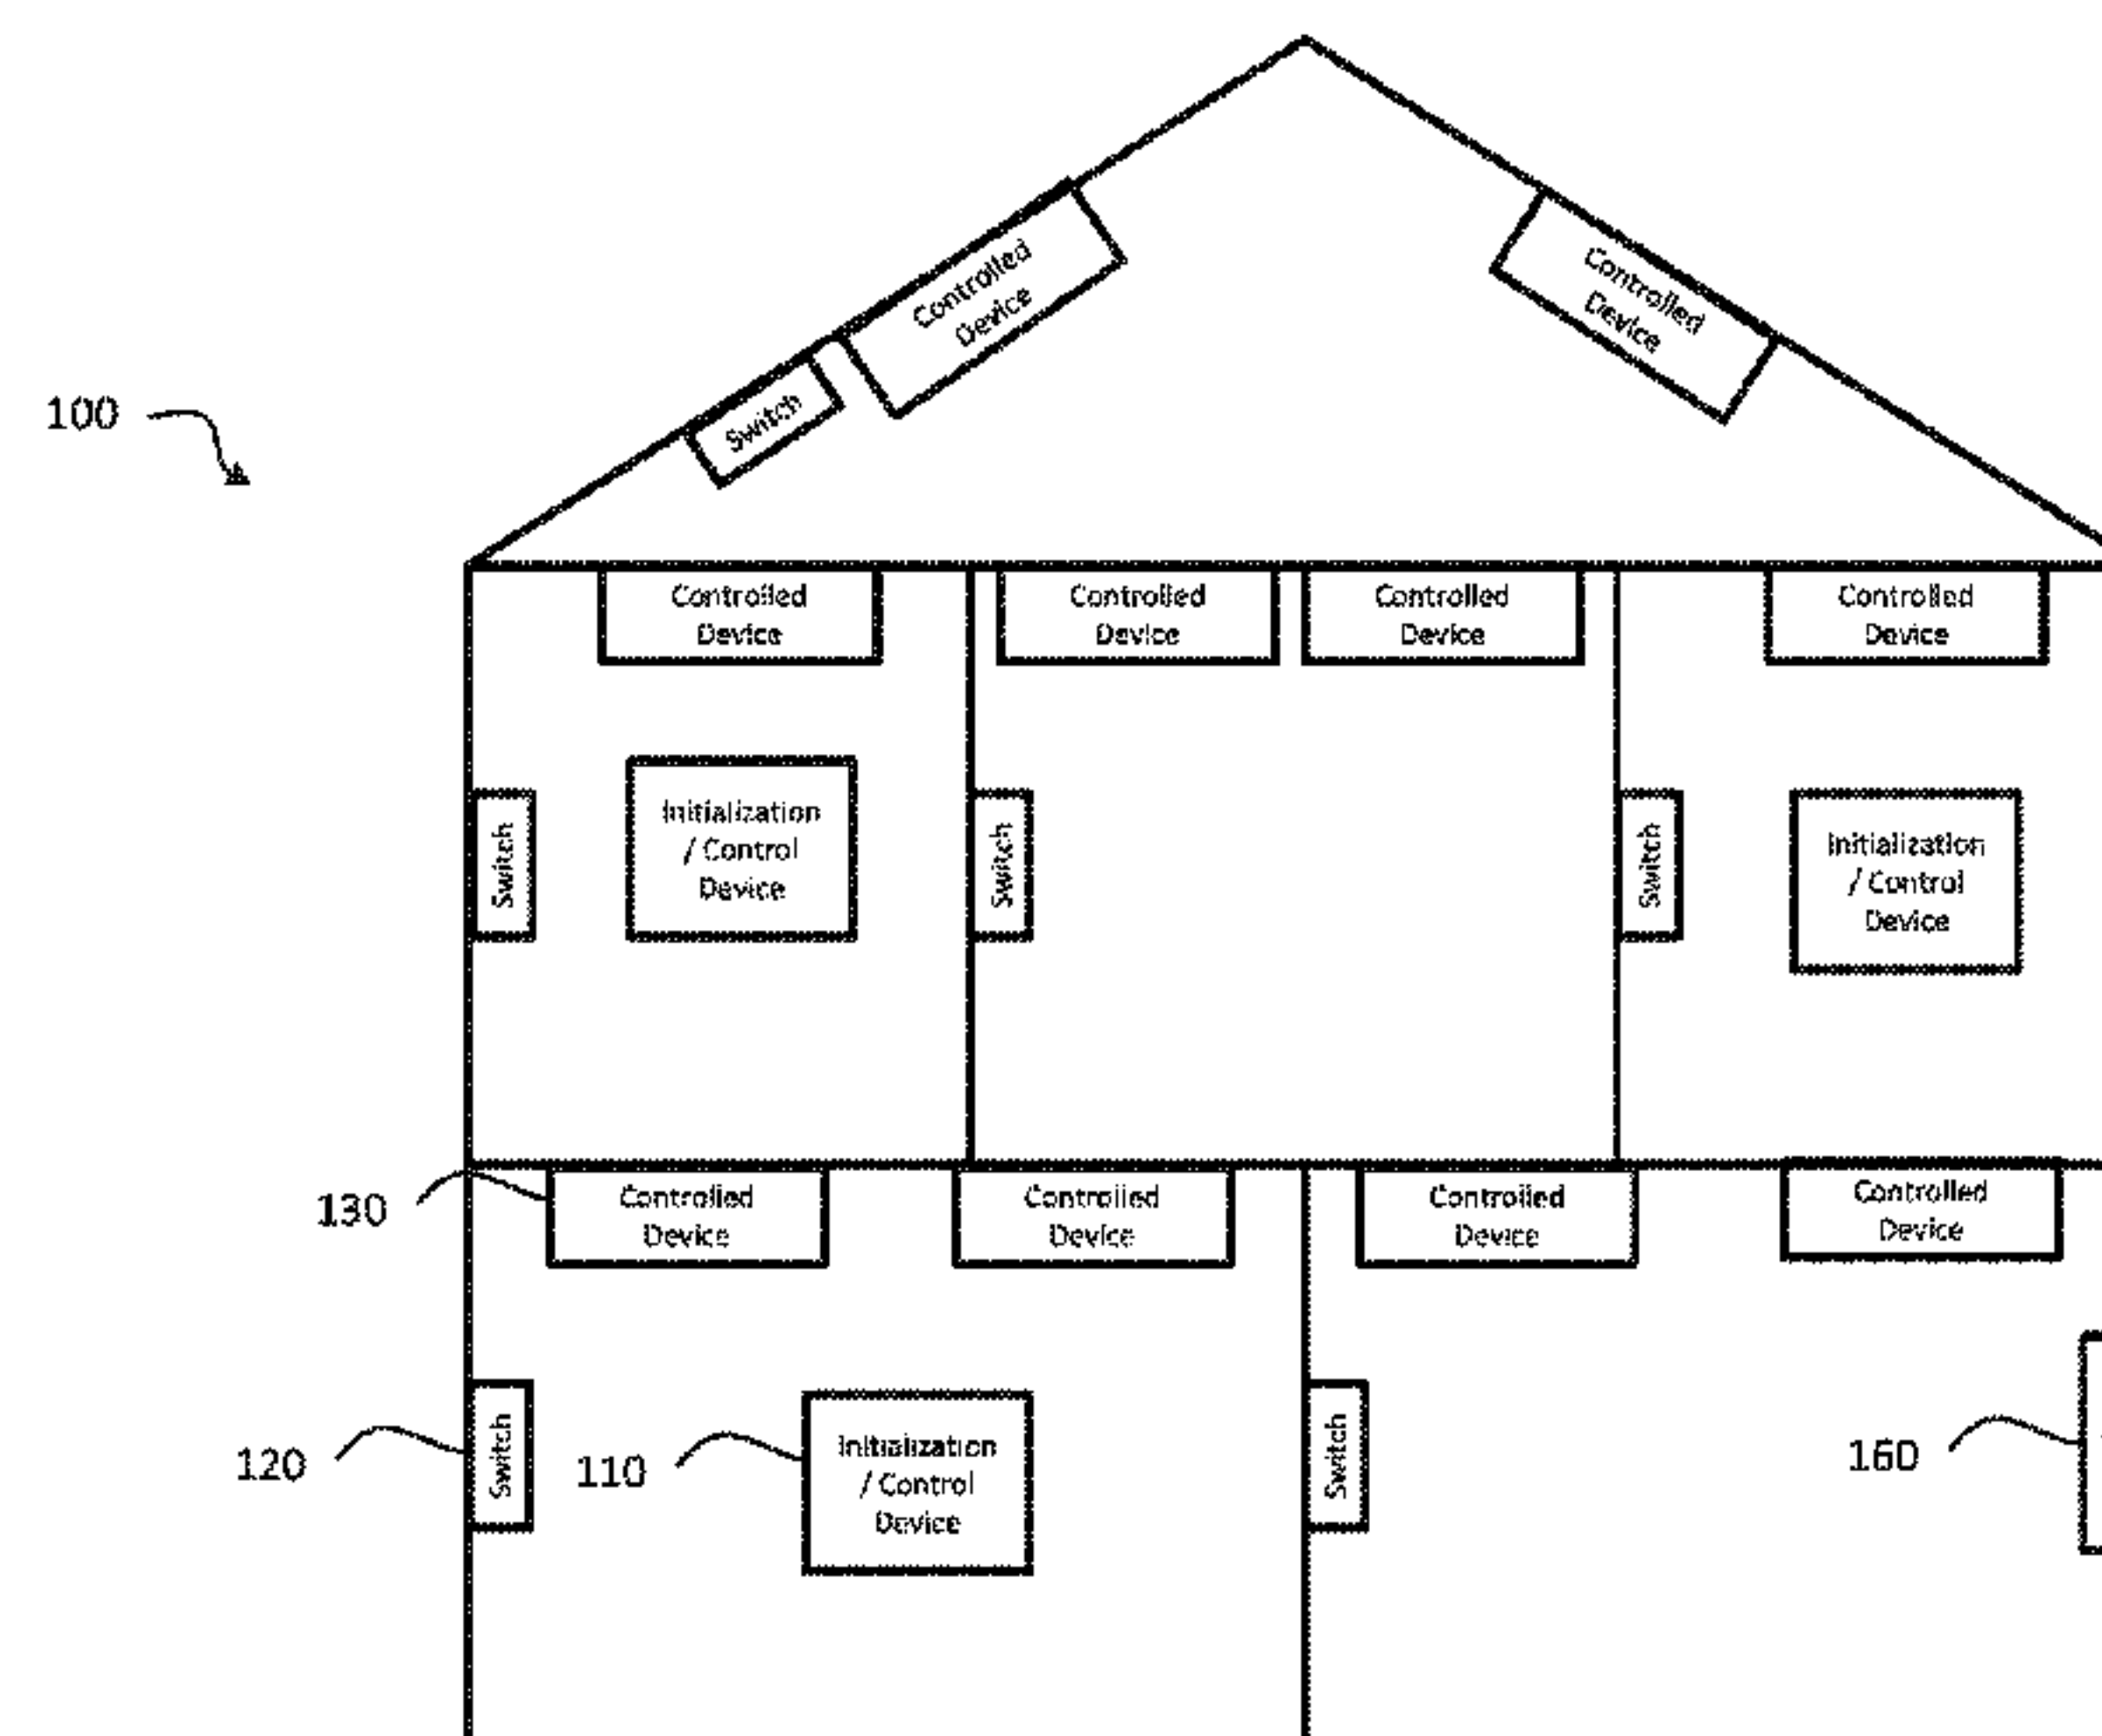 Controlled
Device
Controlled
Device
Switch
100
Controlled
Device
Controlled
Device
Controlled
Device
Controlled
Device
Switch
Initialization
/ Control
Device
Switch
Switch
Initialization
/ Control
Device
130
Controlled
Device
Controlled
Device
Controlled
Device
Controlled
Device
120
Switch
110
Initialization
/ Control
Device
Switch
160